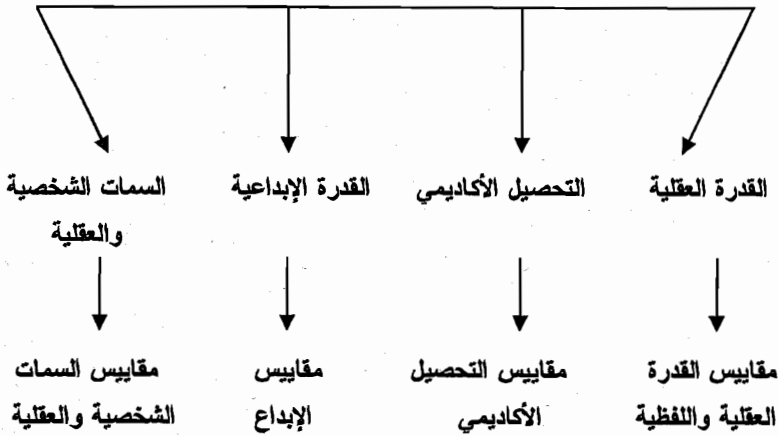 القدرة العقلية
التحصيل الأكاديمي
القدرة الإبداعية
السمات الشخصية
والعقلية
مقاييس القدرة
العقلية واللفظية
مقاييس التحصيل
الأكاديمي
مقاييس
الإبداع
مقاييس السمات
الشخصية والعقلية